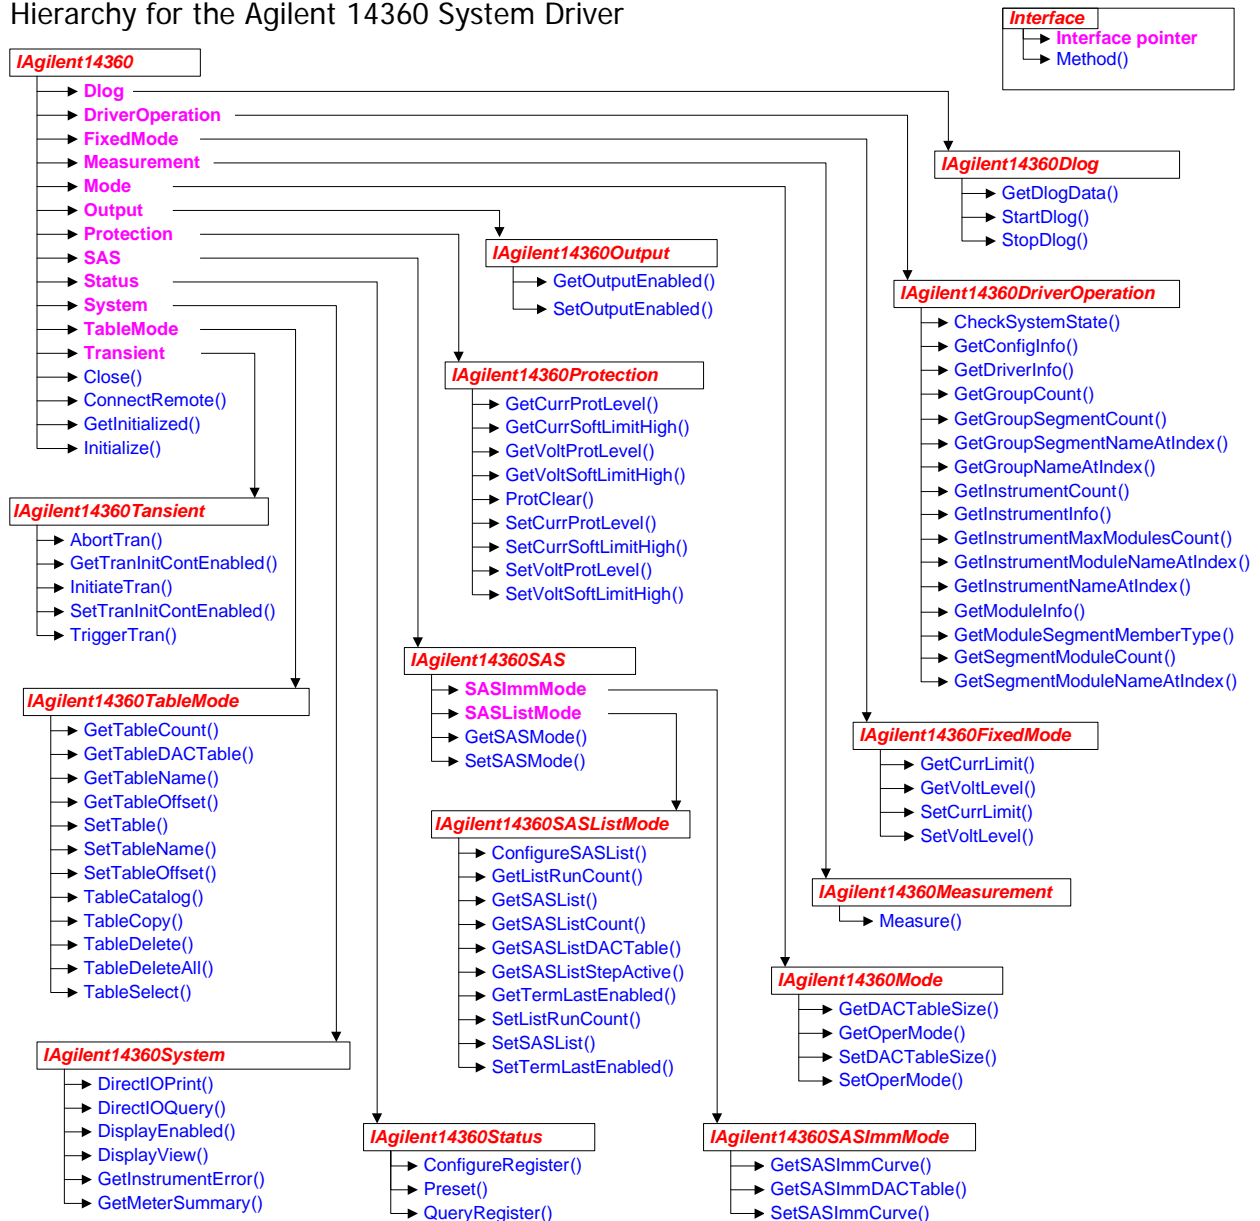 Hierarchy for the Agilent 14360 System Driver
Interface
Interface pointer
Method()
IAgilent14360
Dlog
DriverOperation
FixedMode
Measurement
Mode
Output
Protection
SAS
Status
System
TableMode
Transient
Close()
ConnectRemote()
GetInitialized()
Initialize()
IAgilent14360Dlog
GetDlogData()
StartDlog()
StopDlog()
IAgilent14360Output
GetOutputEnabled()
SetOutputEnabled()
IAgilent14360DriverOperation
CheckSystemState()
GetConfigInfo()
GetDriverInfo()
GetGroupCount()
GetGroupSegmentCount()
GetGroupSegmentNameAtIndex()
GetGroupNameAtIndex()
GetInstrumentCount()
GetInstrumentInfo()
GetInstrumentMaxModulesCount()
GetInstrumentModuleNameAtIndex()
GetInstrumentNameAtIndex()
GetModuleInfo()
GetModuleSegmentMemberType()
GetSegmentModuleCount()
GetSegmentModuleNameAtIndex()
IAgilent14360Protection
GetCurrProtLevel()
GetCurrSoftLimitHigh()
GetVoltProtLevel()
GetVoltSoftLimitHigh()
ProtClear()
SetCurrProtLevel()
SetCurrSoftLimitHigh()
SetVoltProtLevel()
SetVoltSoftLimitHigh()
IAgilent14360Tansient
AbortTran()
GetTranInitContEnabled()
InitiateTran()
SetTranInitContEnabled()
TriggerTran()
IAgilent14360SAS
SASImmMode
SASListMode
GetSASMode()
SetSASMode()
IAgilent14360TableMode
GetTableCount()
GetTableDACTable()
GetTableName()
GetTableOffset()
SetTable()
SetTableName()
SetTableOffset()
TableCatalog()
TableCopy()
TableDelete()
TableDeleteAll()
TableSelect()
IAgilent14360FixedMode
GetCurrLimit()
GetVoltLevel()
SetCurrLimit()
SetVoltLevel()
IAgilent14360SASListMode
ConfigureSASList()
GetListRunCount()
GetSASList()
GetSASListCount()
GetSASListDACTable()
GetSASListStepActive()
GetTermLastEnabled()
SetListRunCount()
SetSASList()
SetTermLastEnabled()
IAgilent14360Measurement
Measure()
IAgilent14360Mode
GetDACTableSize()
GetOperMode()
SetDACTableSize()
SetOperMode()
IAgilent14360System
DirectIOPrint()
DirectIOQuery()
DisplayEnabled()
DisplayView()
GetInstrumentError()
GetMeterSummary()
IAgilent14360Status
ConfigureRegister()
Preset()
QueryRegister()
IAgilent14360SASImmMode
GetSASImmCurve()
GetSASImmDACTable()
SetSASImmCurve()